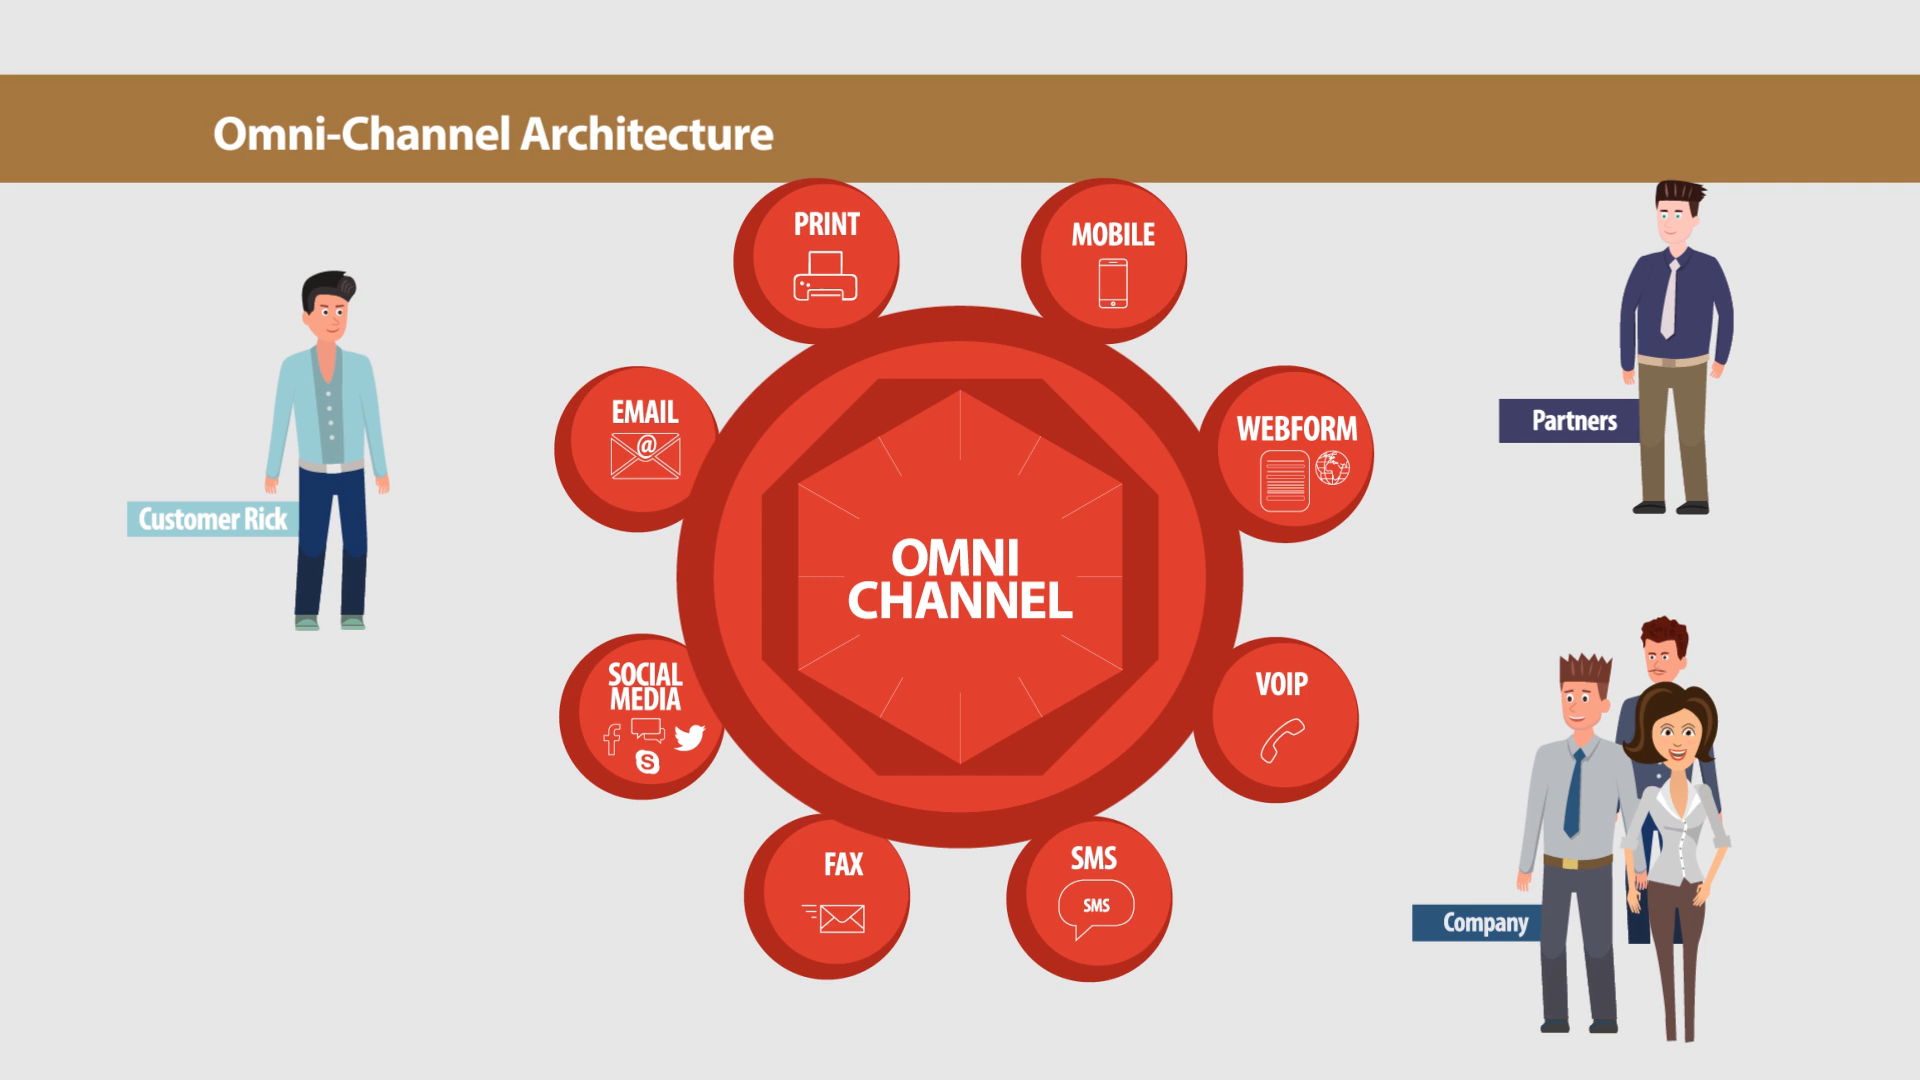 Omni-Channel Architecture
PRINT
MOBILE
EMAIL
@
WEBFORM
Partners
Customer Rick
OMNI
CHANNEL
SOCIAL
MEDIA
f
S
VOIP
FAX
SMS
SMS
Company